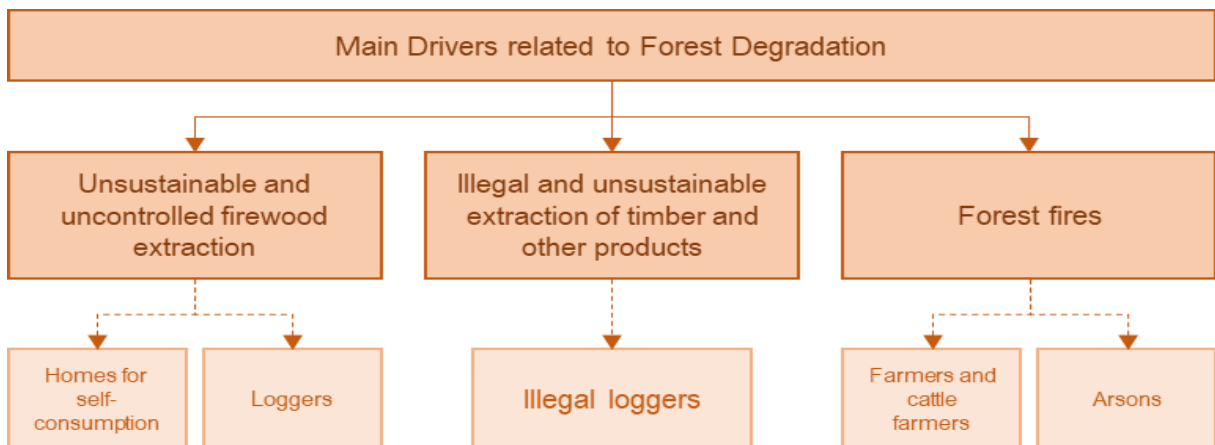 Main Drivers related to Forest Degradation
Unsustainable and
uncontrolled firewood
extraction
Illegal and unsustainable
extraction of timber and
other products
Forest fires
Homes for
self-
consumption
Loggers
Illegal loggers
Farmers and
cattle
farmers
Arsons